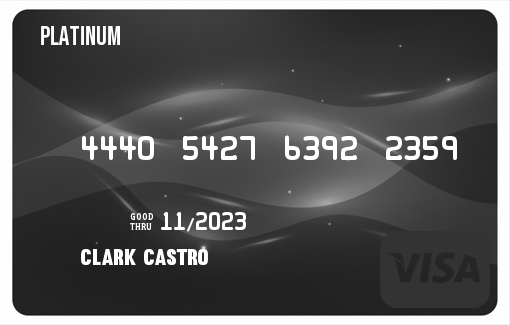 PLATINUM
4440 5427 6392 2359
GOOD THRU 11/2023
CLARK CASTRO
VISA